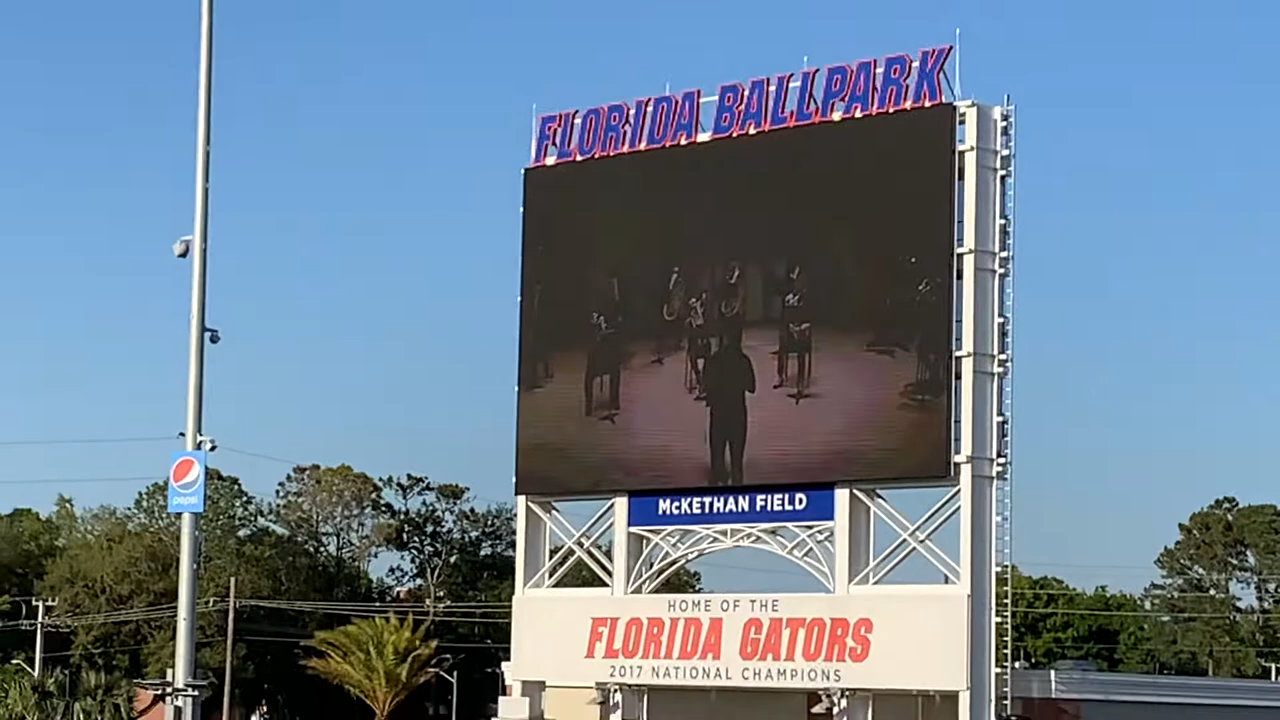 FLORIDA BALLPARK
McKETHAN FIELD
HOME OF THE
FLORIDA GATORS
2017 NATIONAL CHAMPIONS
pepsi